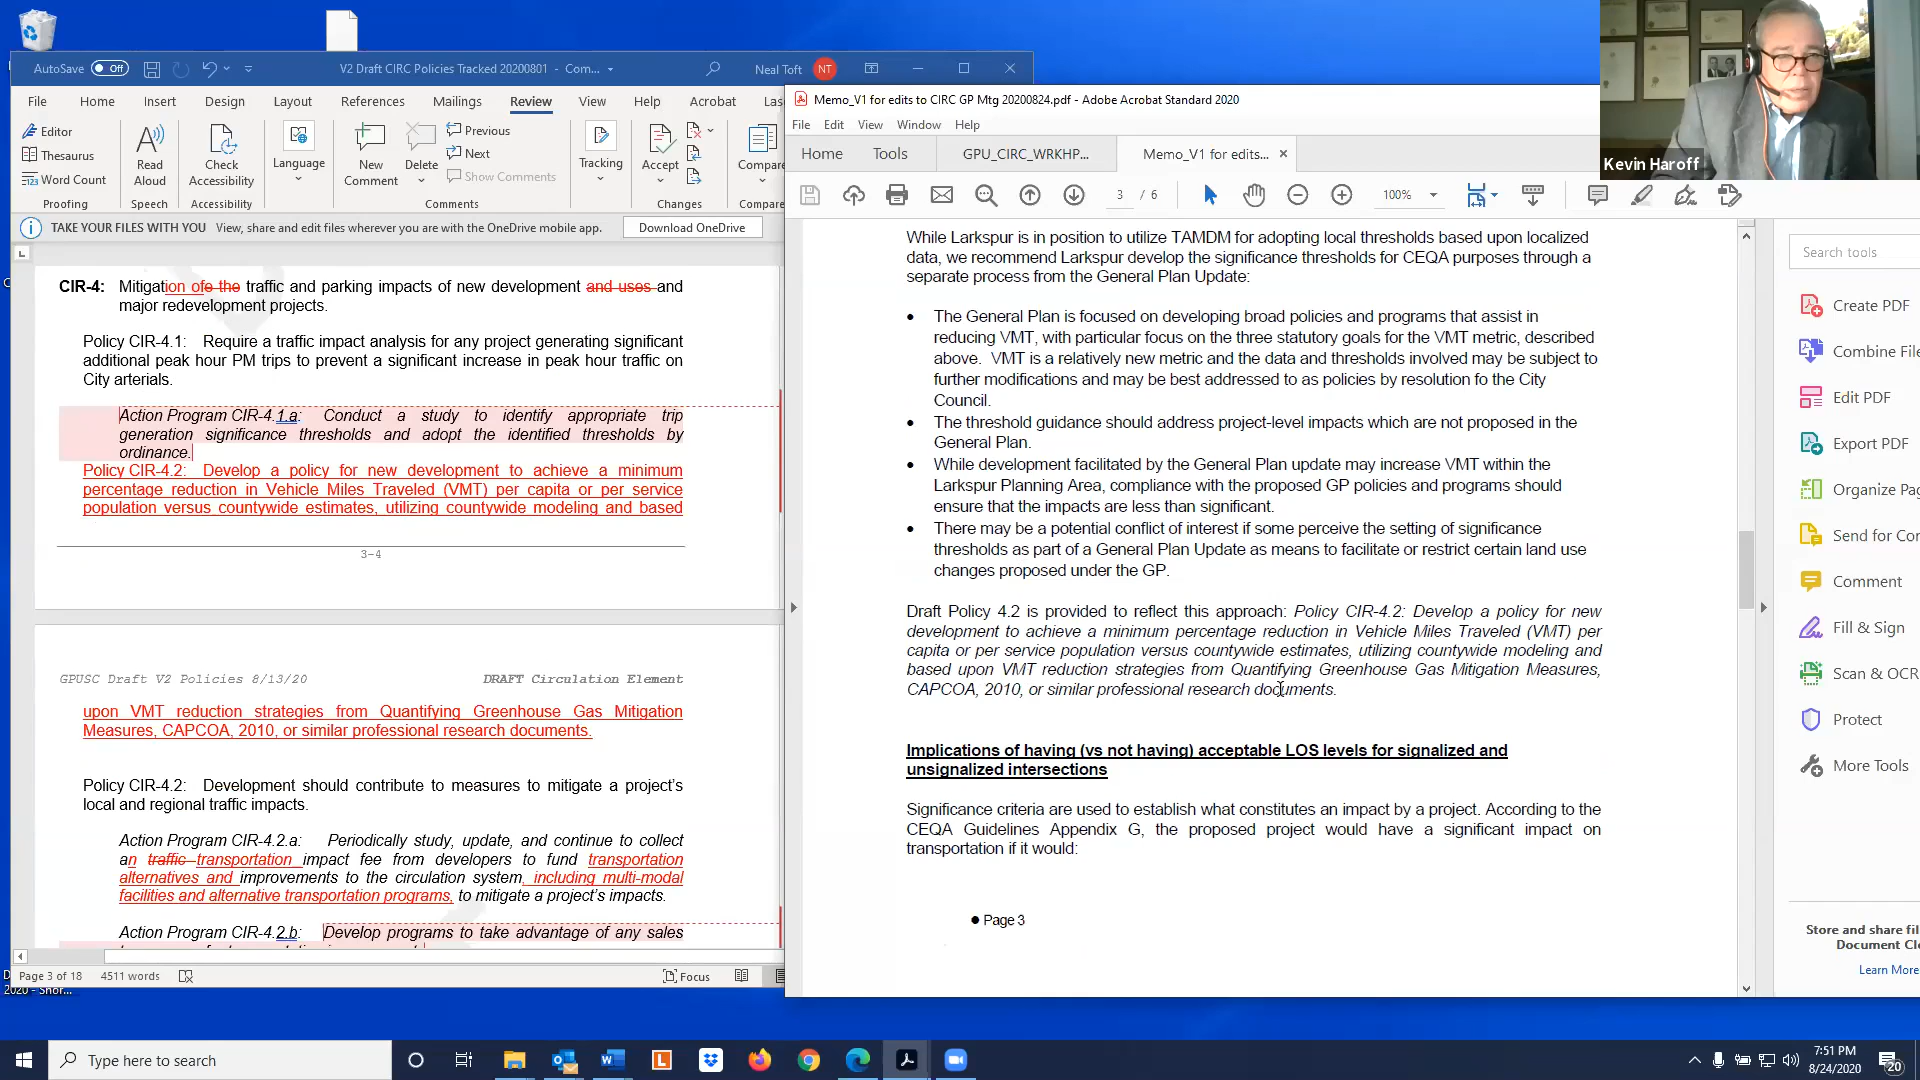 AutoSave Off
V2 Draft CIRC Policies Tracked 20200801 - Com...
Neal Toft NT
File Home Insert Draw Design Layout References Mailings Review View Help Acrobat
Editor
Thesaurus
Word Count
Proofing
Read Aloud
Speech
Check Accessibility
Accessibility
Language
New Comment
Delete
Previous
Next
Show Comments
Comments
Tracking
Accept
Changes
Compare
Compare
TAKE YOUR FILES WITH YOU View, share and edit files wherever you are with the OneDrive mobile app. Download OneDrive
CIR-4: Mitigation ofe the traffic and parking impacts of new development and uses and
major redevelopment projects.
Policy CIR-4.1: Require a traffic impact analysis for any project generating significant
additional peak hour PM trips to prevent a significant increase in peak hour traffic on
City arterials.
Action Program CIR-4.1.a: Conduct a study to identify appropriate trip
generation significance thresholds and adopt the identified thresholds by
ordinance.
Policy CIR-4.2: Develop a policy for new development to achieve a minimum
percentage reduction in Vehicle Miles Traveled (VMT) per capita or per service
population versus countywide estimates, utilizing countywide modeling and based
3-4
GPUSC Draft V2 Policies 8/13/20 DRAFT Circulation Element
upon VMT reduction strategies from Quantifying Greenhouse Gas Mitigation
Measures, CAPCOA, 2010, or similar professional research documents.
Policy CIR-4.2: Development should contribute to measures to mitigate a project's
local and regional traffic impacts.
Action Program CIR-4.2.a: Periodically study, update, and continue to collect
an traffic transportation impact fee from developers to fund transportation
alternatives and improvements to the circulation system, including multi-modal
facilities and alternative transportation programs, to mitigate a project's impacts.
Action Program CIR-4.2.b: Develop programs to take advantage of any sales
Page 3 of 18 4511 words Focus
2020 - Shor...
Memo_V1 for edits to CIRC GP Mtg 20200824.pdf - Adobe Acrobat Standard 2020
File Edit View Window Help
Home Tools GPU_CIRC_WRKHP... Memo_V1 for edits...
3 / 6 100%
While Larkspur is in position to utilize TAMDM for adopting local thresholds based upon localized
data, we recommend Larkspur develop the significance thresholds for CEQA purposes through a
separate process from the General Plan Update:
• The General Plan is focused on developing broad policies and programs that assist in
reducing VMT, with particular focus on the three statutory goals for the VMT metric, described
above. VMT is a relatively new metric and the data and thresholds involved may be subject to
further modifications and may be best addressed to as policies by resolution fo the City
Council.
• The threshold guidance should address project-level impacts which are not proposed in the
General Plan.
• While development facilitated by the General Plan update may increase VMT within the
Larkspur Planning Area, compliance with the proposed GP policies and programs should
ensure that the impacts are less than significant.
• There may be a potential conflict of interest if some perceive the setting of significance
thresholds as part of a General Plan Update as means to facilitate or restrict certain land use
changes proposed under the GP.
Draft Policy 4.2 is provided to reflect this approach: Policy CIR-4.2: Develop a policy for new
development to achieve a minimum percentage reduction in Vehicle Miles Traveled (VMT) per
capita or per service population versus countywide estimates, utilizing countywide modeling and
based upon VMT reduction strategies from Quantifying Greenhouse Gas Mitigation Measures,
CAPCOA, 2010, or similar professional research documents.
Implications of having (vs not having) acceptable LOS levels for signalized and
unsignalized intersections
Significance criteria are used to establish what constitutes an impact by a project. According to the
CEQA Guidelines Appendix G, the proposed project would have a significant impact on
transportation if it would:
• Page 3
Search tools
Create PDF
Combine File
Edit PDF
Export PDF
Organize Pag
Send for Cor
Comment
Fill & Sign
Scan & OCR
Protect
More Tools
Store and share fil
Document Clo
Learn More
Kevin Haroff
Type here to search
7:51 PM
8/24/2020
20